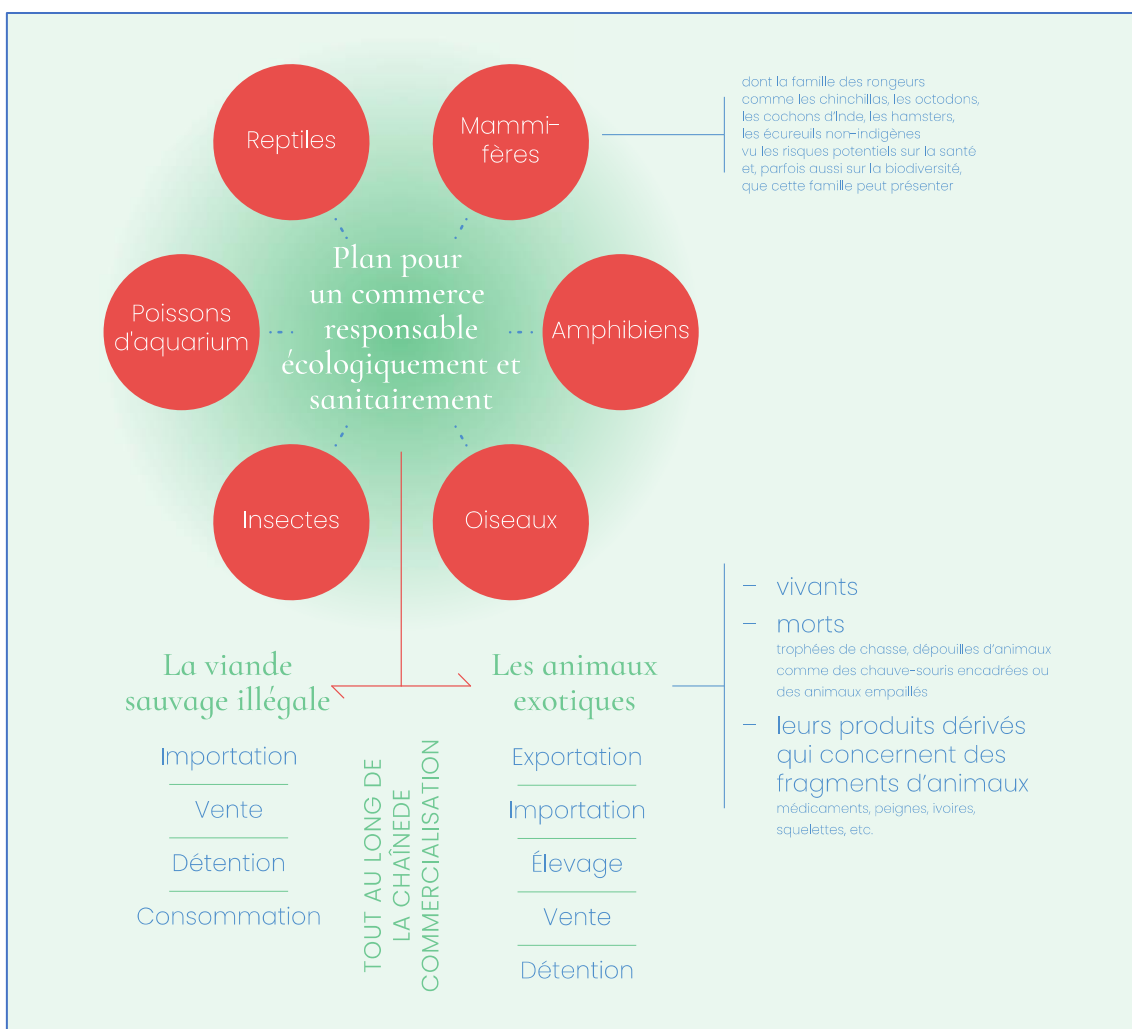 Reptiles
Mammi-
fères
dont la famille des rongeurs
comme les chinchillas, les octodons,
les cochons d'Inde, les hamsters,
les écureuils non-indigènes
vu les risques potentiels sur la santé
et, parfois aussi sur la biodiversité,
que cette famille peut présenter
Plan pour
un commerce
responsable
écologiquement et
sanitairement
Poissons
d'aquarium
Amphibiens
Insectes
Oiseaux
La viande
sauvage illégale
Importation
Vente
Détention
Consommation
TOUT AU LONG DE
LA CHAÎNEDE
COMMERCIALISATION
Les animaux
exotiques
Exportation
Importation
Élevage
Vente
Détention
– vivants
– morts
trophées de chasse, dépouilles d'animaux
comme des chauve-souris encadrées ou
des animaux empaillés
– leurs produits dérivés
qui concernent des
fragments d'animaux
médicaments, peignes, ivoires,
squelettes, etc.